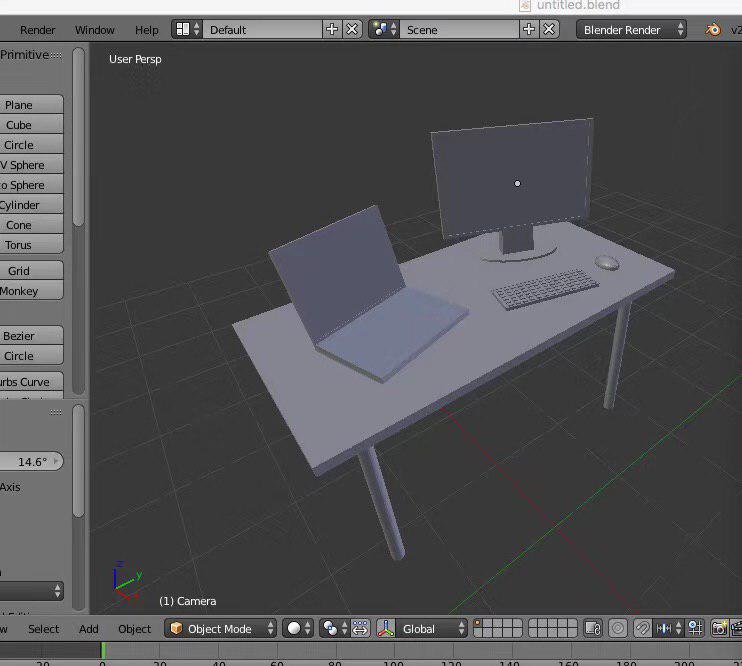 untitled.blend
Render Window Help Default Scene Blender Render v2
Primitive
User Persp
Plane
Cube
Circle
V Sphere
o Sphere
Cylinder
Cone
Torus
Grid
Monkey
Bezier
Circle
urbs Curve
14.6°
Axis
z
y
(1) Camera
w Select Add Object Object Mode Global
-20 0 20 40 60 80 100 120 140 160 180 200